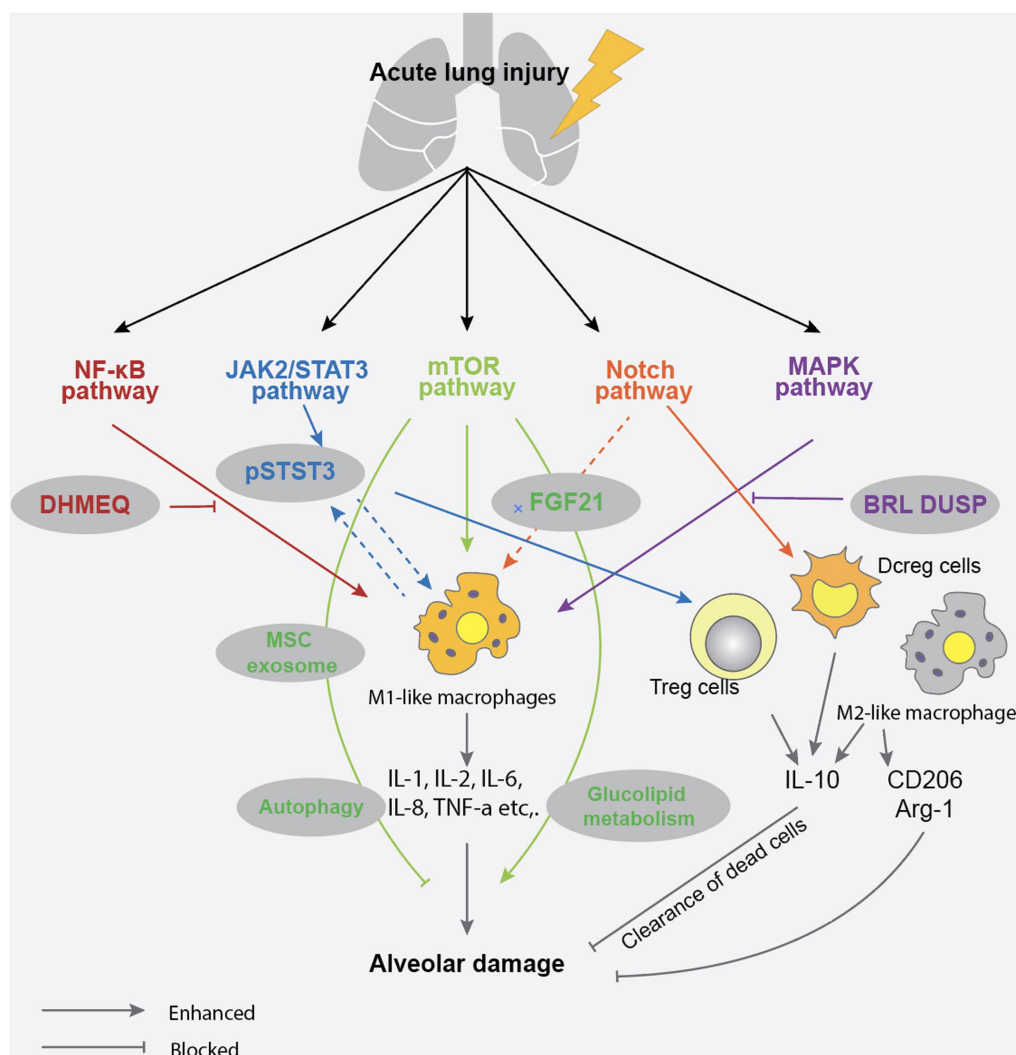 Acute lung injury
NF-κB
pathway
JAK2/STAT3
pathway
mTOR
pathway
Notch
pathway
MAPK
pathway
pSTST3
DHMEQ
FGF21
BRL DUSP
Dcreg cells
MSC
exosome
M1-like macrophages
Treg cells
M2-like macrophage
IL-1, IL-2, IL-6,
IL-8, TNF-a etc,.
Autophagy
Glucolipid
metabolism
IL-10
CD206
Arg-1
Clearance of dead cells
Alveolar damage
Enhanced
Blocked